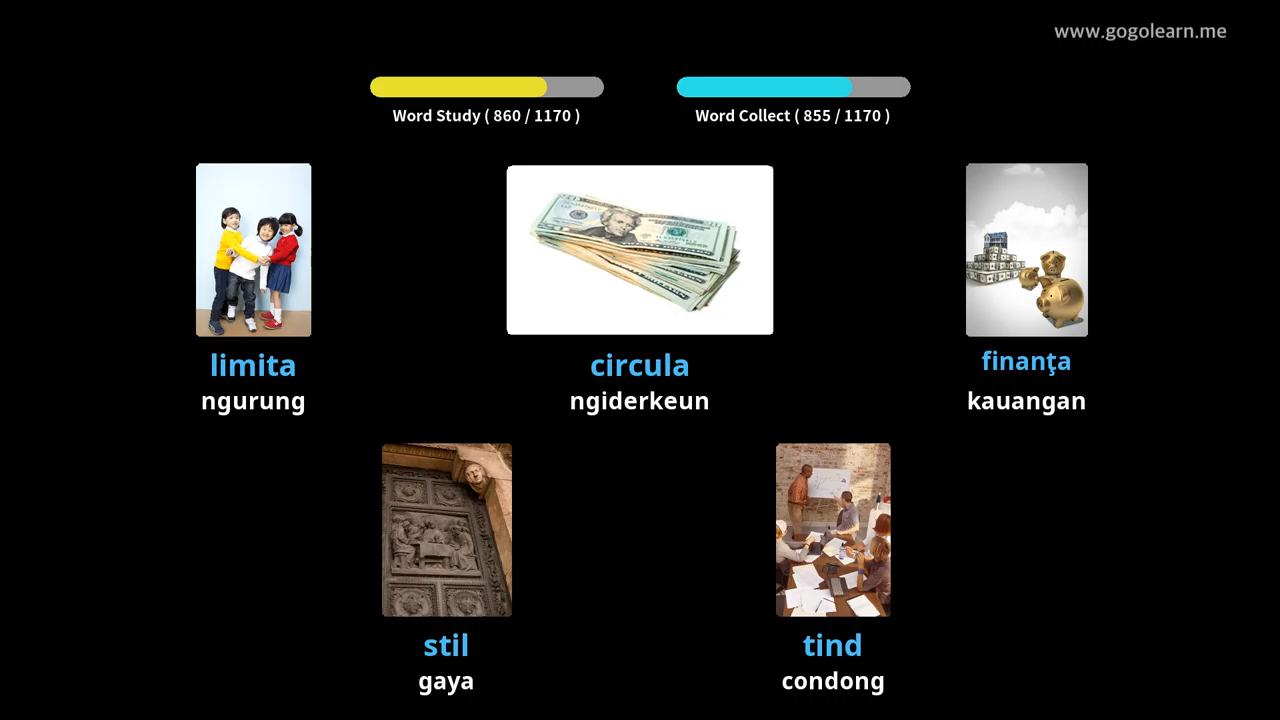 www.gogolearn.me
Word Study ( 860 / 1170 )
Word Collect ( 855 / 1170 )
limita
ngurung
circula
ngiderkeun
finanţa
kauangan
stil
gaya
tind
condong